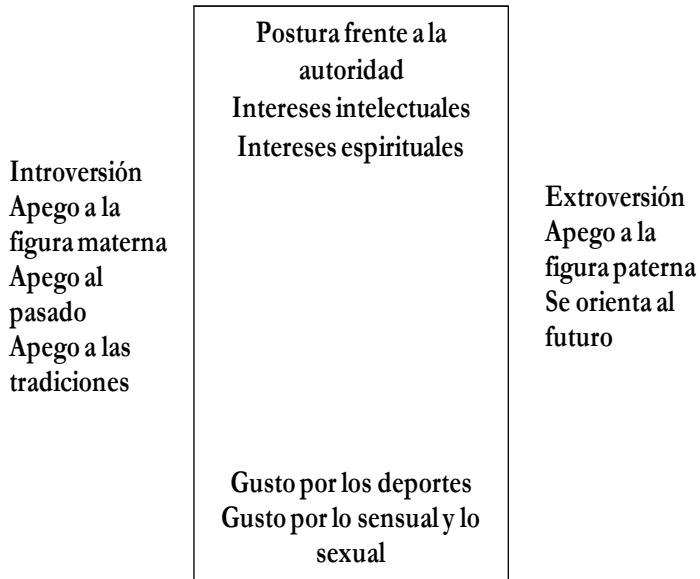 Postura frente a la
autoridad
Intereses intelectuales
Intereses espirituales
Introversión
Apego a la
figura materna
Apego al
pasado
Apego a las
tradiciones
Extroversión
Apego a la
figura paterna
Se orienta al
futuro
Gusto por los deportes
Gusto por lo sensual y lo
sexual